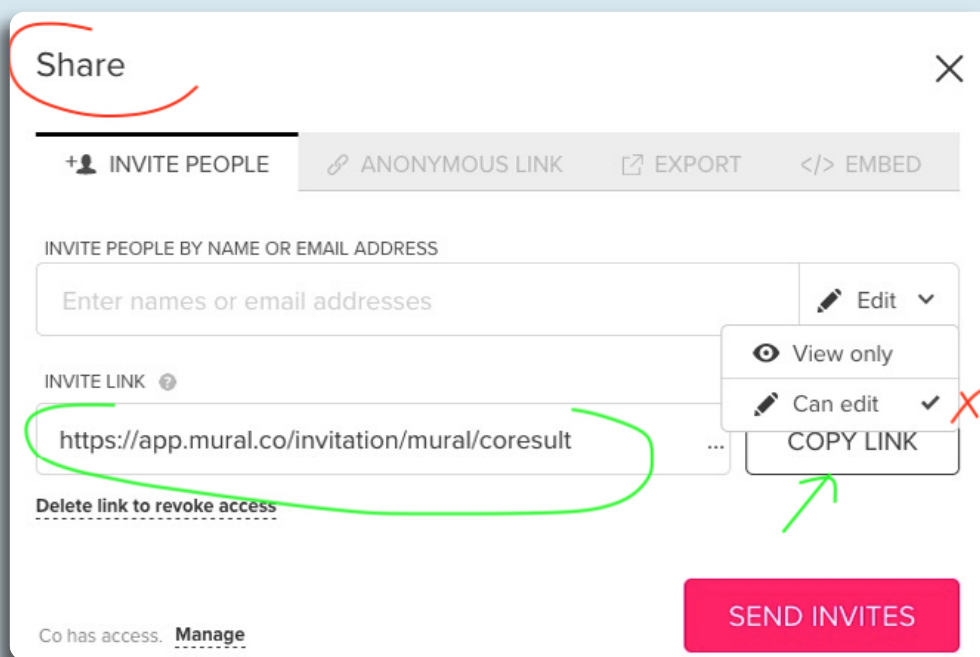 Share
INVITE PEOPLE
ANONYMOUS LINK
EXPORT
</> EMBED
INVITE PEOPLE BY NAME OR EMAIL ADDRESS
Enter names or email addresses
Edit
View only
INVITE LINK ?
Can edit
https://app.mural.co/invitation/mural/coresult ...
COPY LINK
Delete link to revoke access
SEND INVITES
Co has access. Manage